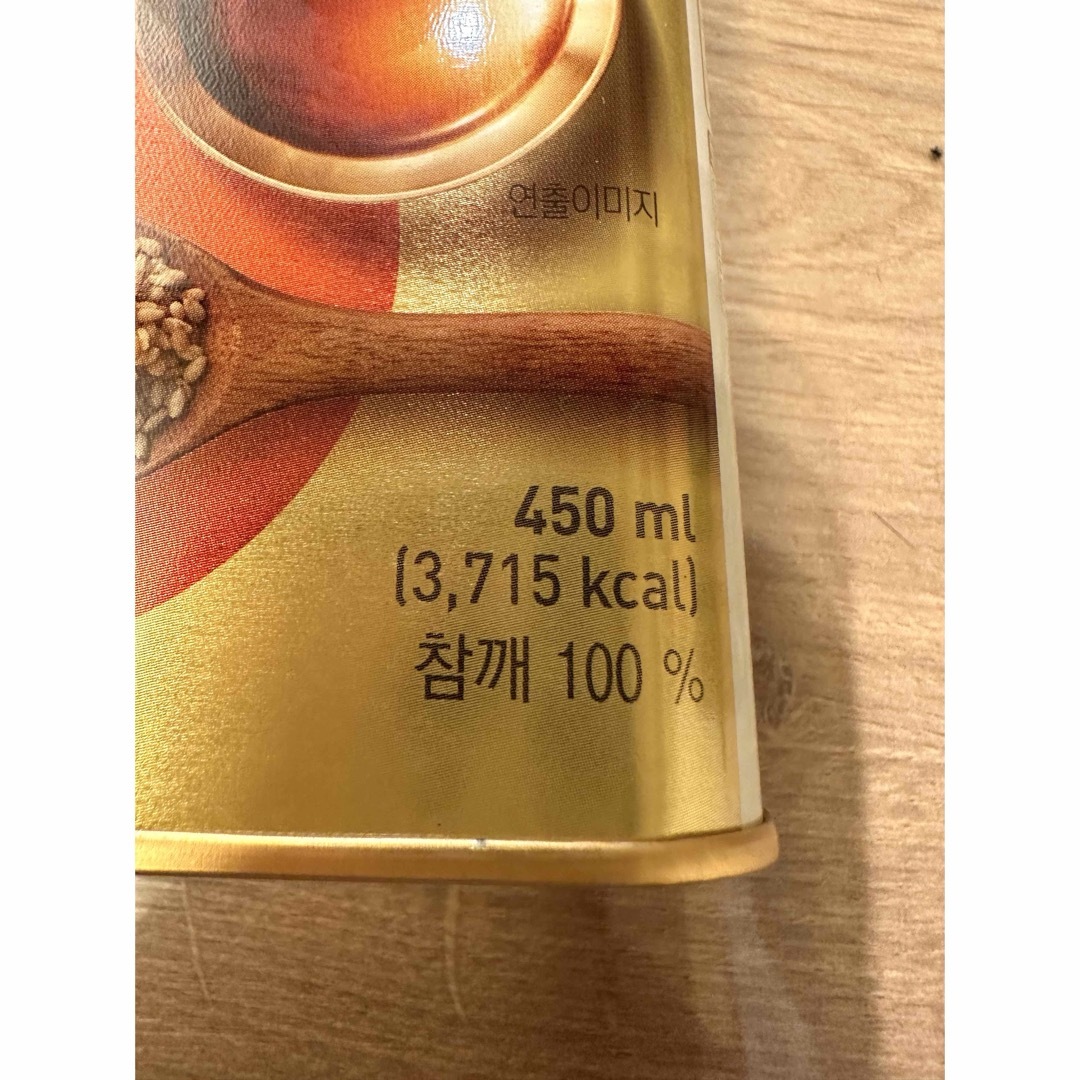 연출이미지
450 ml
(3,715 kcal)
참깨 100 %